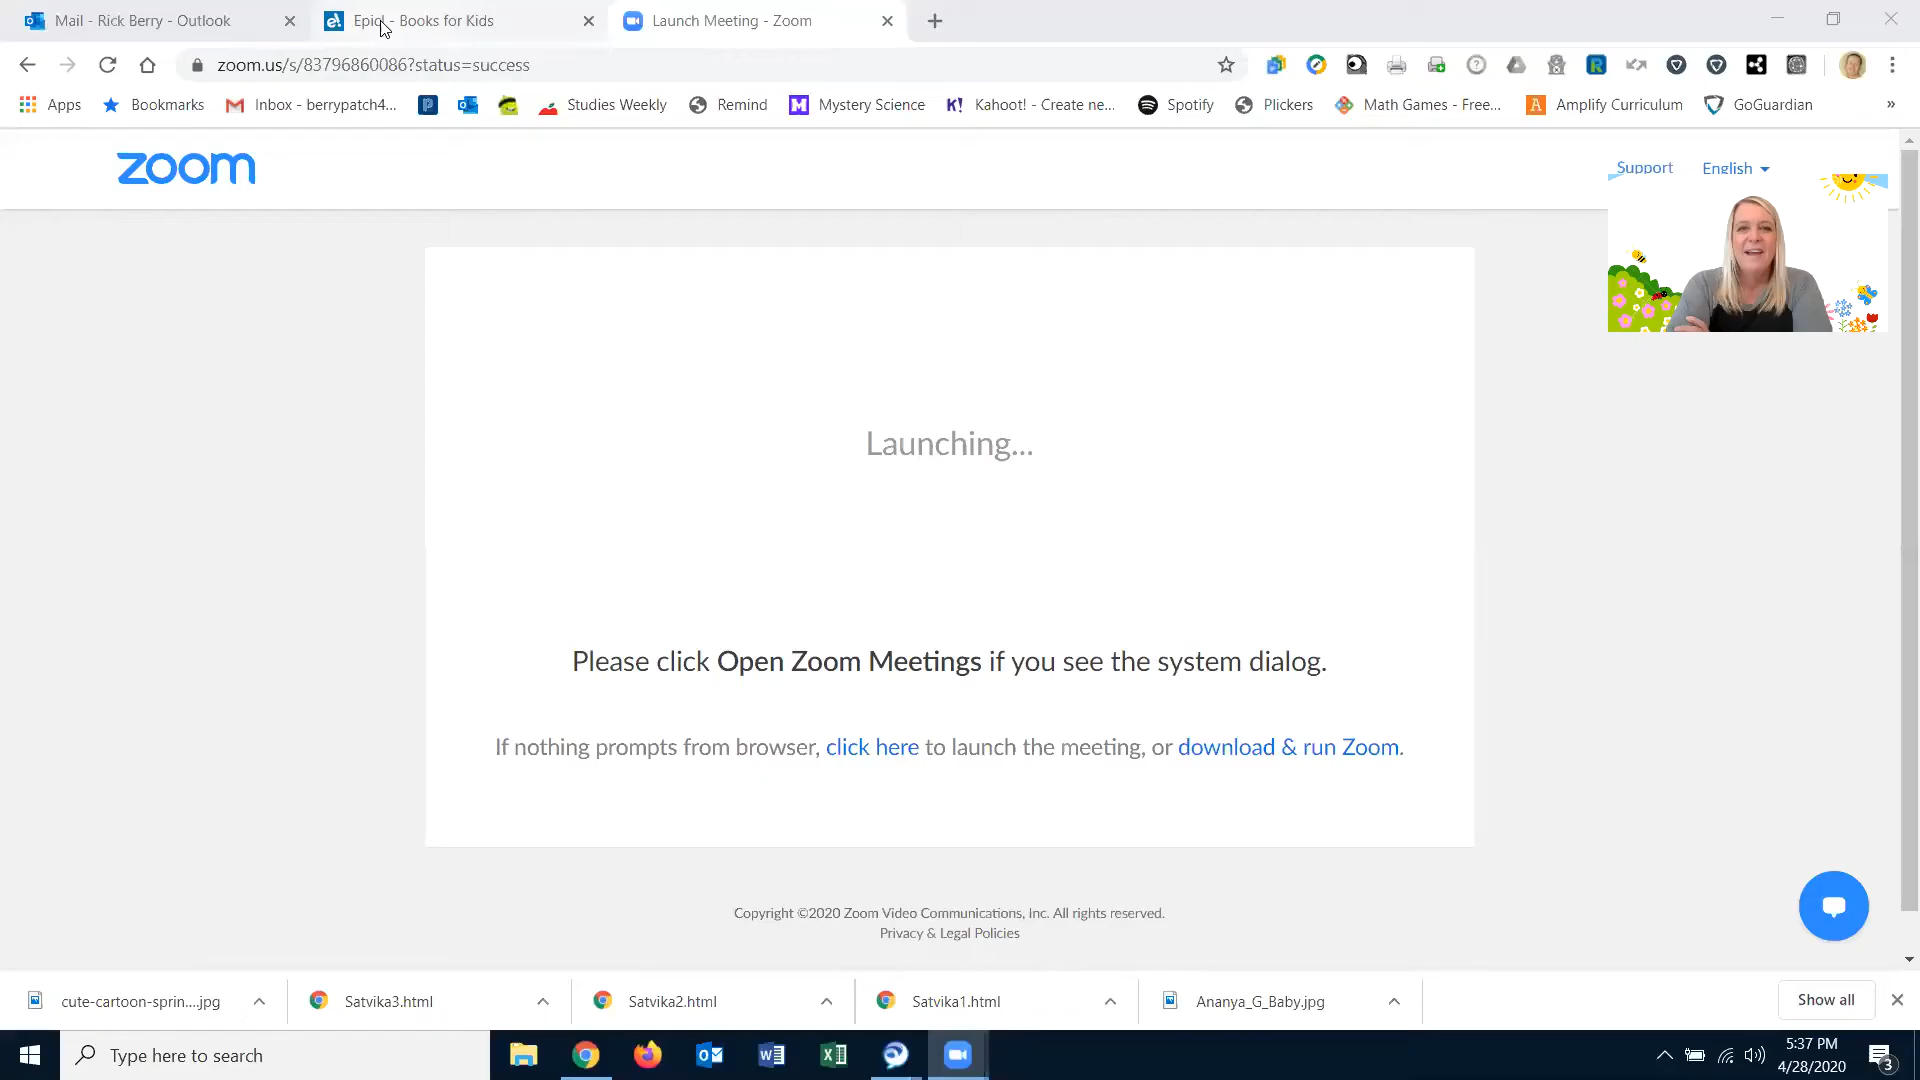 Mail - Rick Berry - Outlook
Epic! - Books for Kids
Launch Meeting - Zoom
zoom.us/s/83796860086?status=success
Apps
Bookmarks
Inbox - berrypatch4...
Studies Weekly
Remind
Mystery Science
Kahoot! - Create ne...
Spotify
Plickers
Math Games - Free...
Amplify Curriculum
GoGuardian
zoom
Support
English
Launching...
Please click Open Zoom Meetings if you see the system dialog.
If nothing prompts from browser, click here to launch the meeting, or download & run Zoom.
Copyright ©2020 Zoom Video Communications, Inc. All rights reserved.
Privacy & Legal Policies
cute-cartoon-sprin....jpg
Satvika3.html
Satvika2.html
Satvika1.html
Ananya_G_Baby.jpg
Show all
Type here to search
5:37 PM
4/28/2020
3